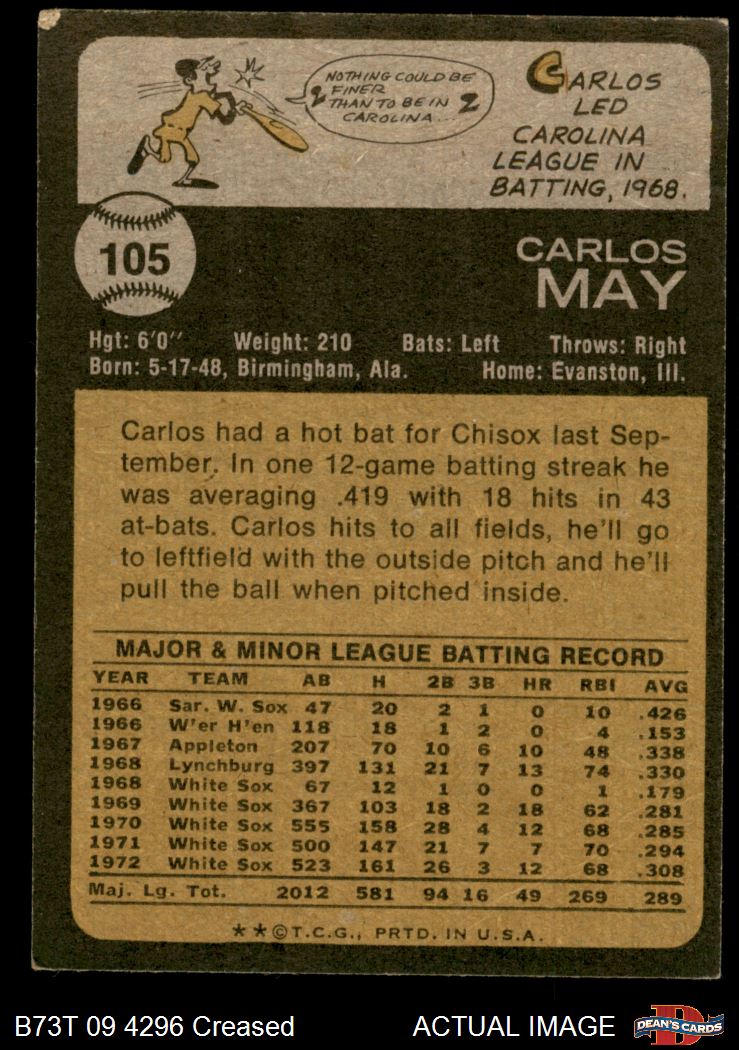 NOTHING COULD BE
FINER
THAN TO BE IN
CAROLINA...
CARLOS
LED
CAROLINA
LEAGUE IN
BATTING, 1968.
105
CARLOS
MAY
Hgt: 6'0" Weight: 210 Bats: Left Throws: Right
Born: 5-17-48, Birmingham, Ala. Home: Evanston, Ill.
Carlos had a hot bat for Chisox last Sep-
tember. In one 12-game batting streak he
was averaging .419 with 18 hits in 43
at-bats. Carlos hits to all fields, he'll go
to leftfield with the outside pitch and he'll
pull the ball when pitched inside.
MAJOR & MINOR LEAGUE BATTING RECORD
YEAR TEAM AB H 2B 3B HR RBI AVG
1966 Sar. W. Sox 47 20 2 1 0 10 .426
1966 W'er H'en 118 18 1 2 0 4 .153
1967 Appleton 207 70 10 6 10 48 .338
1968 Lynchburg 397 131 21 7 13 74 .330
1968 White Sox 67 12 1 0 0 1 .179
1969 White Sox 367 103 18 2 18 62 .281
1970 White Sox 555 158 28 4 12 68 .285
1971 White Sox 500 147 21 7 7 70 .294
1972 White Sox 523 161 26 3 12 68 .308
Maj. Lg. Tot. 2012 581 94 16 49 269 289
**©T.C.G., PRTD. IN U.S.A.
B73T 09 4296 Creased ACTUAL IMAGE
DEAN'S CARDS